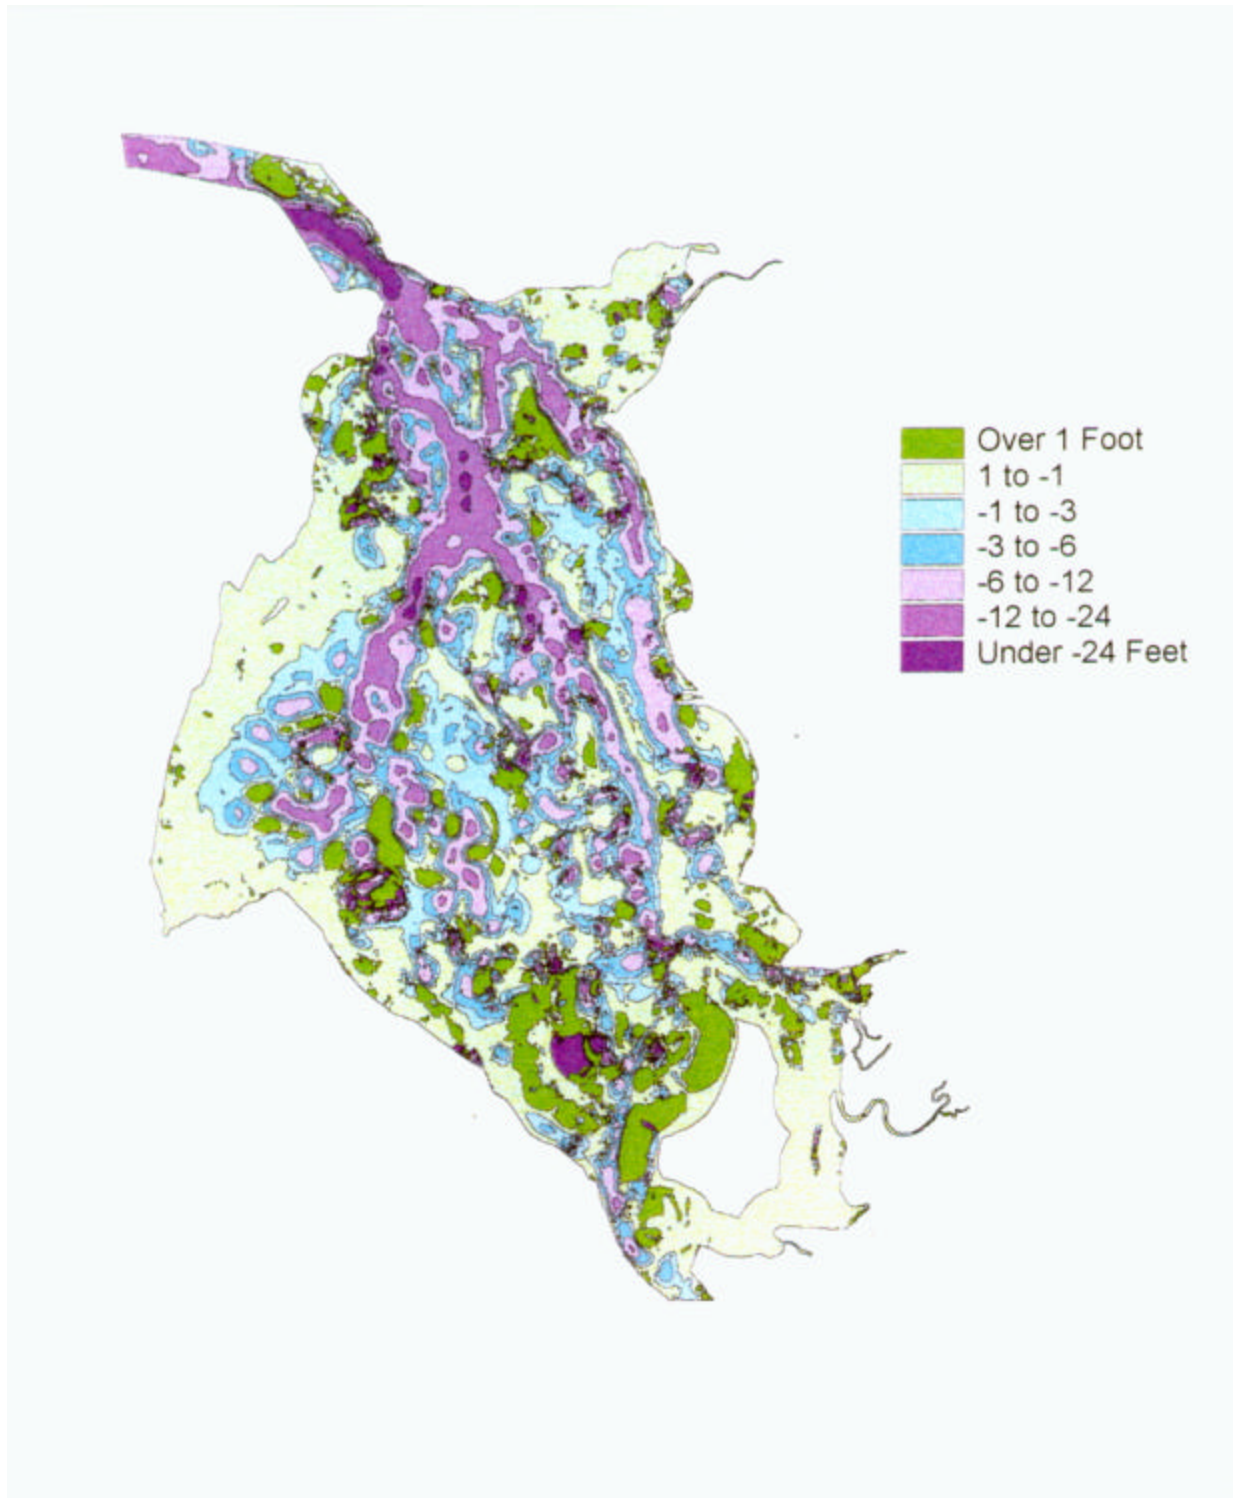 Over 1 Foot
1 to -1
-1 to -3
-3 to -6
-6 to -12
-12 to -24
Under -24 Feet